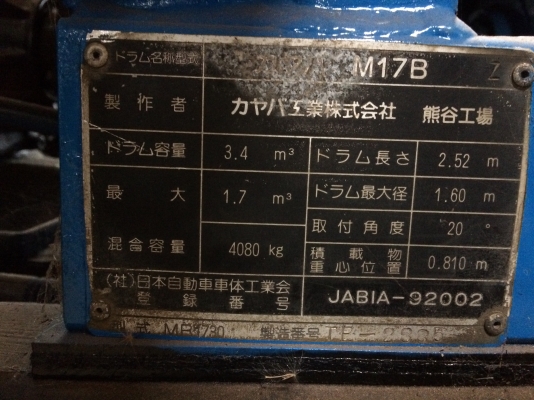 ドラム名称型式 M17B Z
製作者 カヤバ工業株式会社 熊谷工場
ドラム容量 3.4 m³ ドラム長さ 2.52 m
最大 1.7 m³ ドラム最大径 1.60 m
取付角度 20°
混合容量 4080 kg 積載物重心位置 0.810 m
(社)日本自動車車体工業会
登録番号 JABIA-92002
型式 製造番号